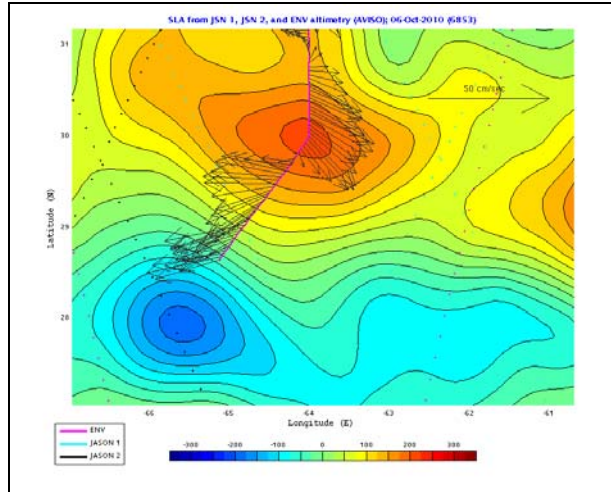 SLA from JSN 1, JSN 2, and ENV altimetry (AVISO); 06-Oct-2010 (6853)
31
50 cm/sec
30
Latitude (N)
29
28
-66 -65 -64 -63 -62 -61
Longitude (E)
ENV
JASON 1
JASON 2
-300 -200 -100 0 100 200 300